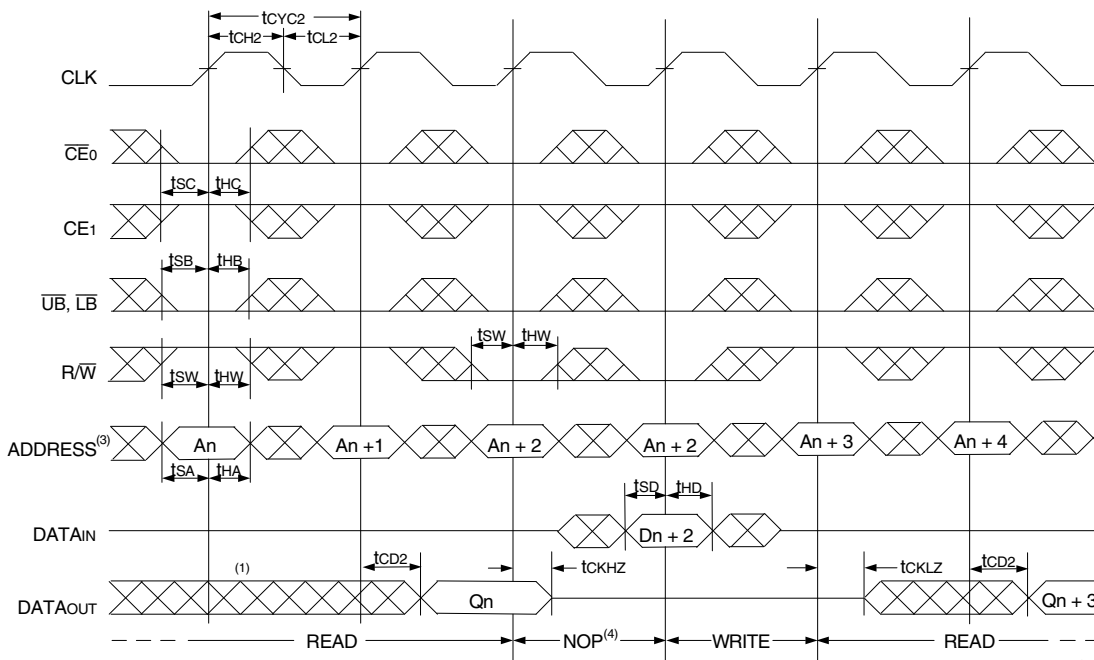 tCYC2
tCH2 tCL2
CLK
CE0
tSC tHC
CE1
tSB tHB
UB, LB
tSW tHW
R/W
tSW tHW
ADDRESS(3) An An + 1 An + 2 An + 2 An + 3 An + 4
tSA tHA
tSD tHD
DATAIN Dn + 2
(1) tCD2 tCKHZ tCKLZ tCD2
DATAOUT Qn Qn + 3
READ NOP(4) WRITE READ